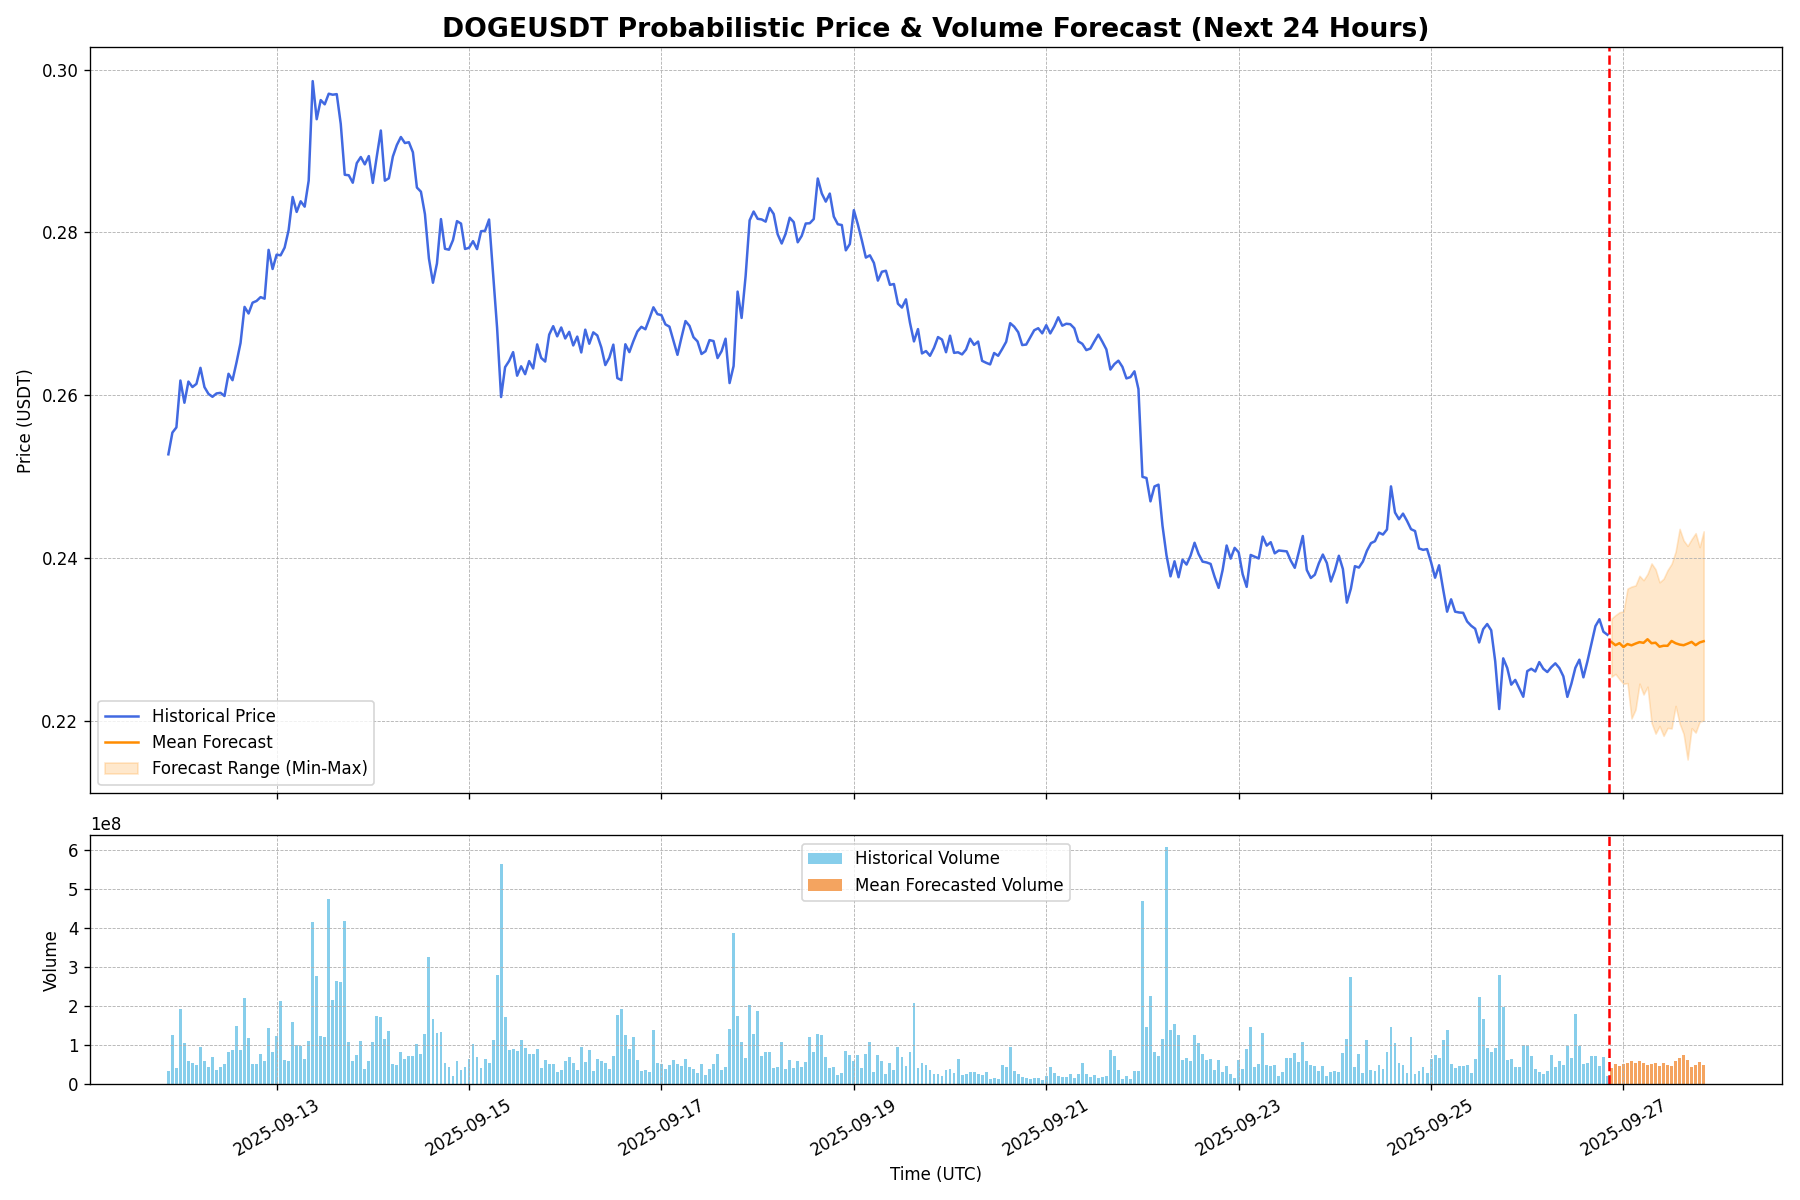 DOGEUSDT Probabilistic Price & Volume Forecast (Next 24 Hours)
Price (USDT)
0.30
0.28
0.26
0.24
0.22
Historical Price
Mean Forecast
Forecast Range (Min-Max)
1e8
Volume
6
5
4
3
2
1
0
Historical Volume
Mean Forecasted Volume
2025-09-13
2025-09-15
2025-09-17
2025-09-19
2025-09-21
2025-09-23
2025-09-25
2025-09-27
Time (UTC)